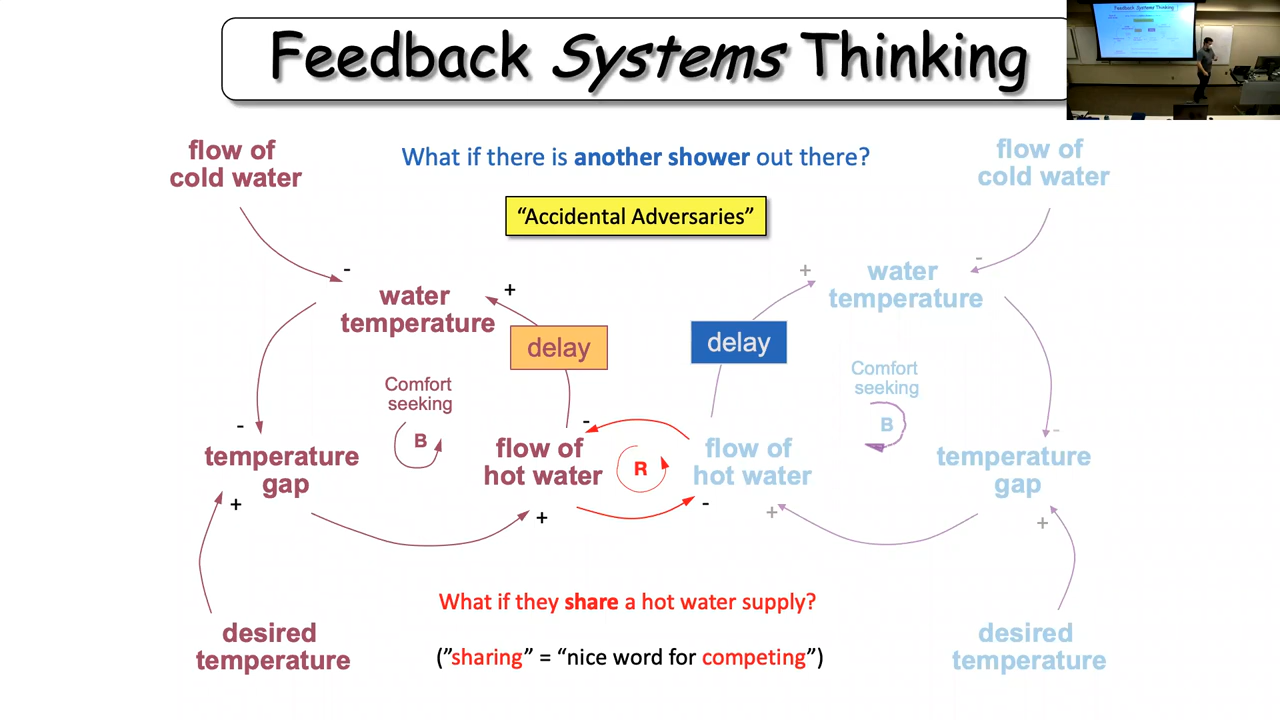 Feedback Systems Thinking
What if there is another shower out there?
"Accidental Adversaries"
flow of
cold water
-
water
temperature
+
delay
Comfort
seeking
B
-
temperature
gap
+
flow of
hot water
-
+
desired
temperature
R
flow of
cold water
-
+
water
temperature
delay
Comfort
seeking
B
flow of
hot water
-
+
-
temperature
gap
+
desired
temperature
What if they share a hot water supply?
("sharing" = "nice word for competing")
Feedback Systems Thinking